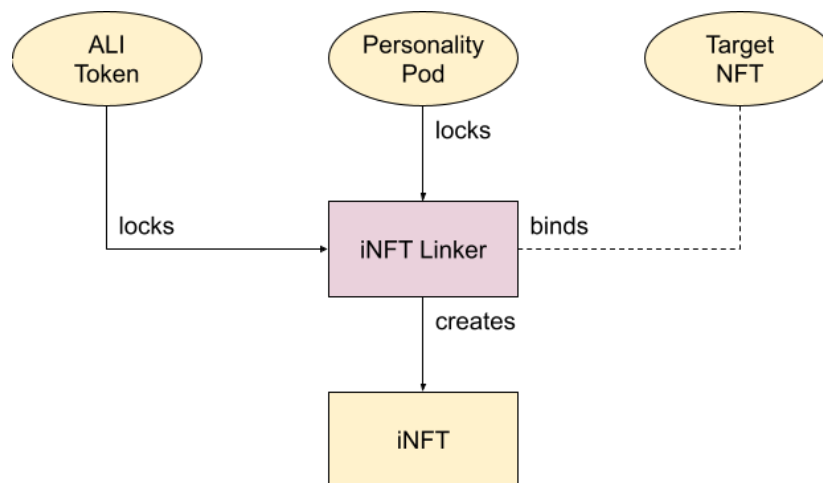 ALI
Token
Personality
Pod
Target
NFT
locks
locks
iNFT Linker
binds
creates
iNFT